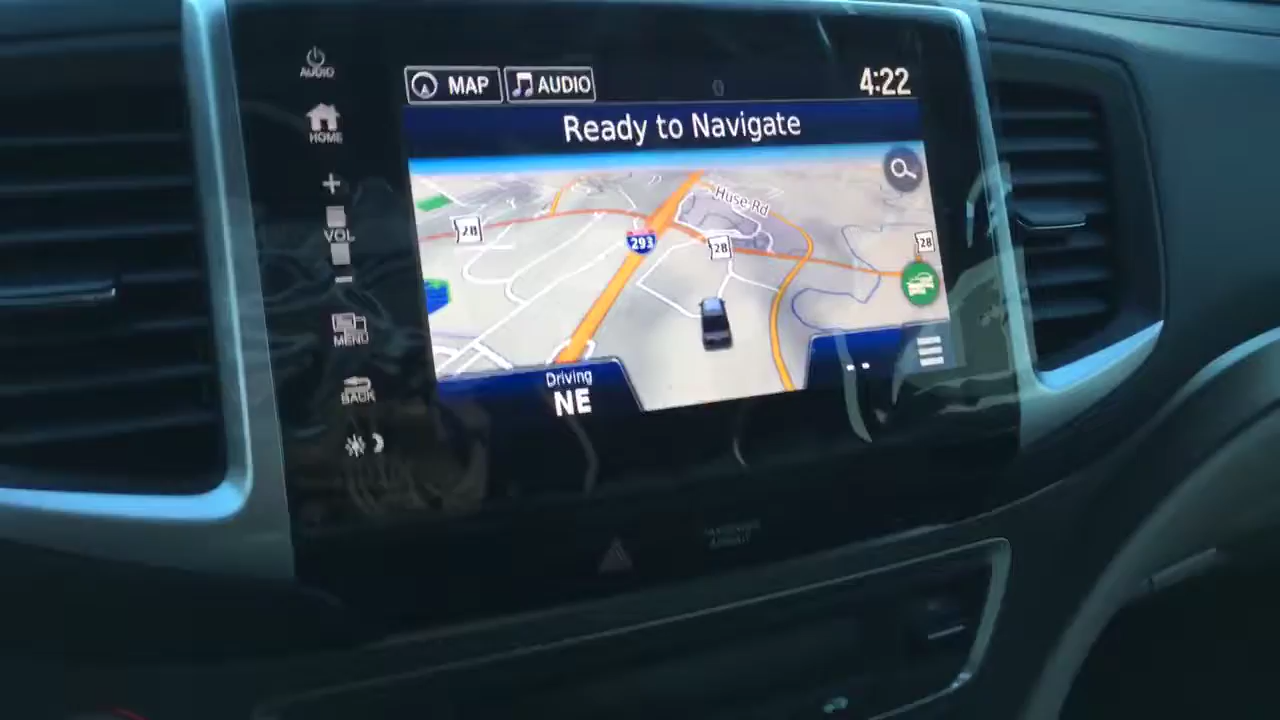 AUDIO
HOME
VOL
MENU
BACK
MAP
AUDIO
4:22
Ready to Navigate
Huse Rd
28
293
28
28
Driving
NE
--